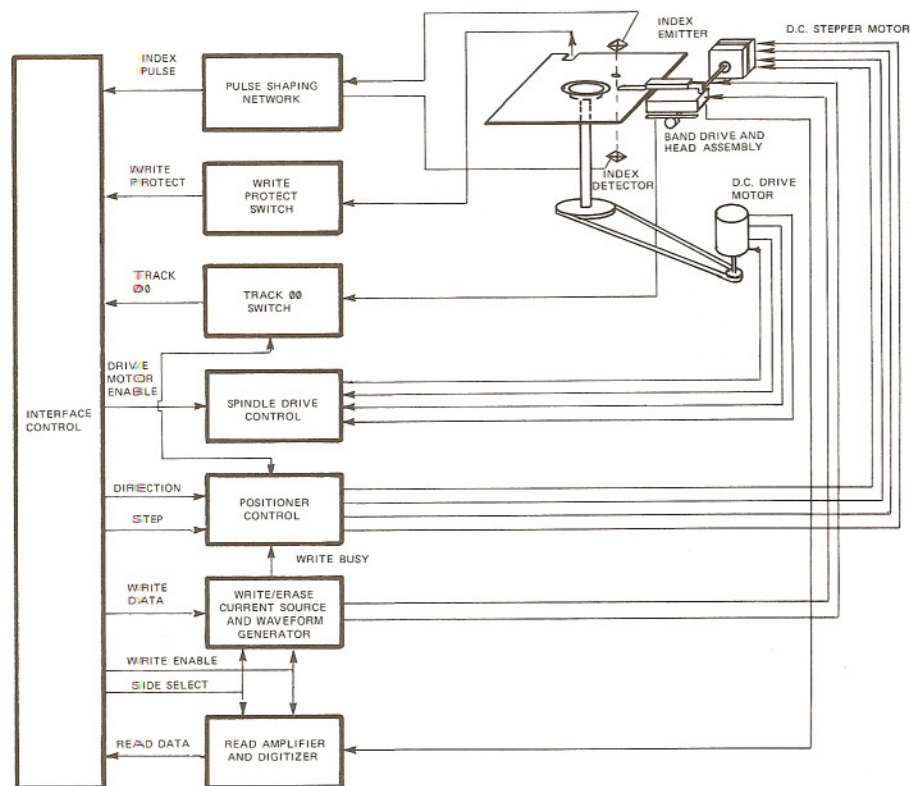 INDEX
PULSE
PULSE SHAPING
NETWORK
INDEX
EMITTER
D.C. STEPPER MOTOR
BAND DRIVE AND
HEAD ASSEMBLY
INDEX
DETECTOR
D.C. DRIVE
MOTOR
WRITE
PROTECT
WRITE
PROTECT
SWITCH
TRACK
ØØ
TRACK ØØ
SWITCH
DRIVE
MOTOR
ENABLE
SPINDLE DRIVE
CONTROL
INTERFACE
CONTROL
DIRECTION
STEP
POSITIONER
CONTROL
WRITE BUSY
WRITE
DATA
WRITE/ERASE
CURRENT SOURCE
AND WAVEFORM
GENERATOR
WRITE ENABLE
SIDE SELECT
READ DATA
READ AMPLIFIER
AND DIGITIZER